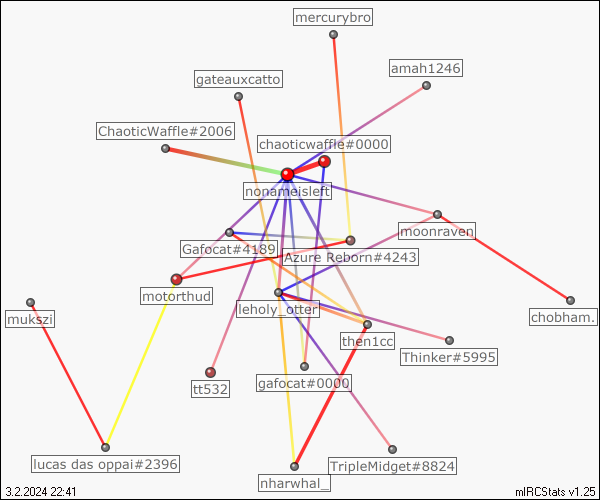 mercurybro
amah1246
gateauxcatto
ChaoticWaffle#2006
chaoticwaffle#0000
nonameisleft
moonraven
Gafocat#4189
Azure Reborn#4243
motorthud
leholy_otter
mukszi
chobham.
then1cc
Thinker#5995
tt532
gafocat#0000
lucas das oppai#2396
TripleMidget#8824
nharwhal_
3.2.2024 22:41
mIRCStats v1.25